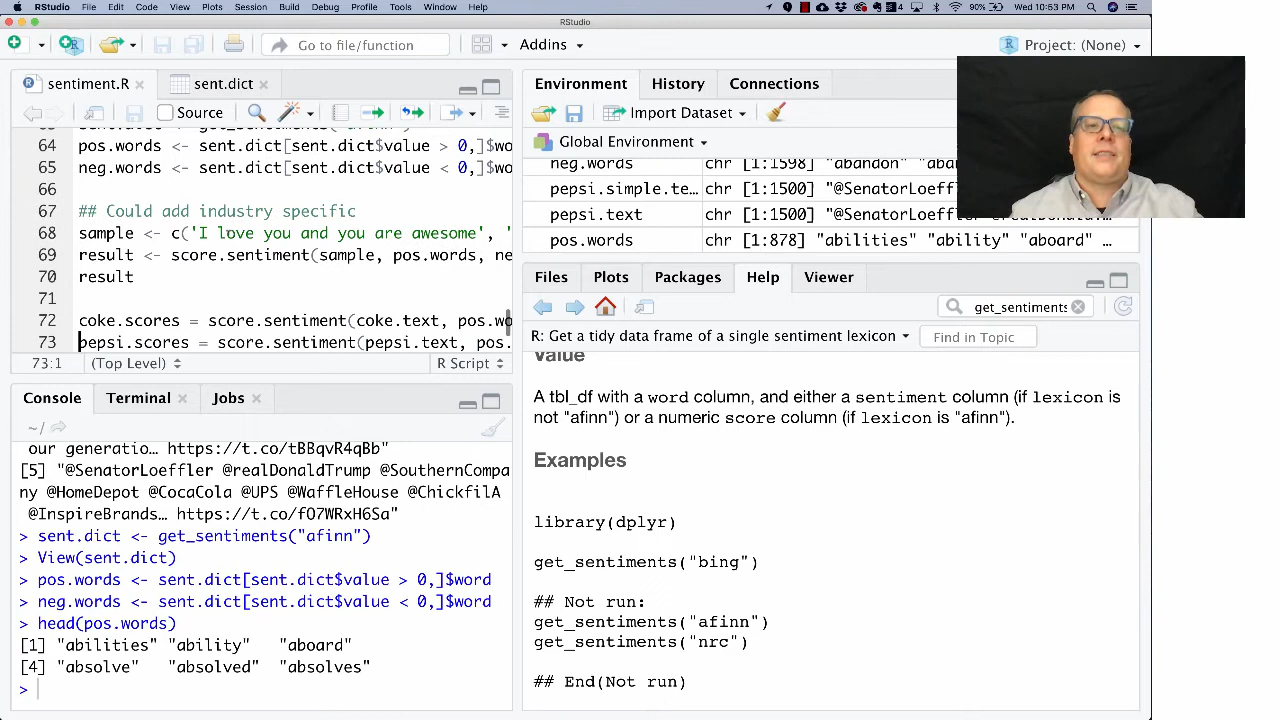 RStudio File Edit Code View Plots Session Build Debug Profile Tools Window Help
4 90% Wed 10:53 PM
RStudio
Go to file/function
Addins
Project: (None)
sentiment.R
sent.dict
Source
64 pos.words <- sent.dict[sent.dict$value > 0,]$wo
65 neg.words <- sent.dict[sent.dict$value < 0,]$wo
66
67 ## Could add industry specific
68 sample <- c('I love you and you are awesome', '
69 result <- score.sentiment(sample, pos.words, ne
70 result
71
72 coke.scores = score.sentiment(coke.text, pos.wo
73 pepsi.scores = score.sentiment(pepsi.text, pos.
73:1 (Top Level) R Script
Console Terminal Jobs
~/
our generatio… https://t.co/tBBqvR4qBb"
[5] "@SenatorLoeffler @realDonaldTrump @SouthernCompa
ny @HomeDepot @CocaCola @UPS @WaffleHouse @ChickfilA
@InspireBrands… https://t.co/fO7WRxH6Sa"
> sent.dict <- get_sentiments("afinn")
> View(sent.dict)
> pos.words <- sent.dict[sent.dict$value > 0,]$word
> neg.words <- sent.dict[sent.dict$value < 0,]$word
> head(pos.words)
[1] "abilities" "ability" "aboard"
[4] "absolve" "absolved" "absolves"
>
Environment History Connections
Import Dataset
Global Environment
neg.words chr [1:1598] "abandon" "aba
pepsi.simple.te… chr [1:1500] "@SenatorLoeffler
pepsi.text chr [1:1500] "@SenatorLoeffler
pos.words chr [1:878] "abilities" "ability" "aboard" …
Files Plots Packages Help Viewer
get_sentiments
R: Get a tidy data frame of a single sentiment lexicon
Find in Topic
Value
A tbl_df with a word column, and either a sentiment column (if lexicon is
not "afinn") or a numeric score column (if lexicon is "afinn").
Examples
library(dplyr)
get_sentiments("bing")
## Not run:
get_sentiments("afinn")
get_sentiments("nrc")
## End(Not run)